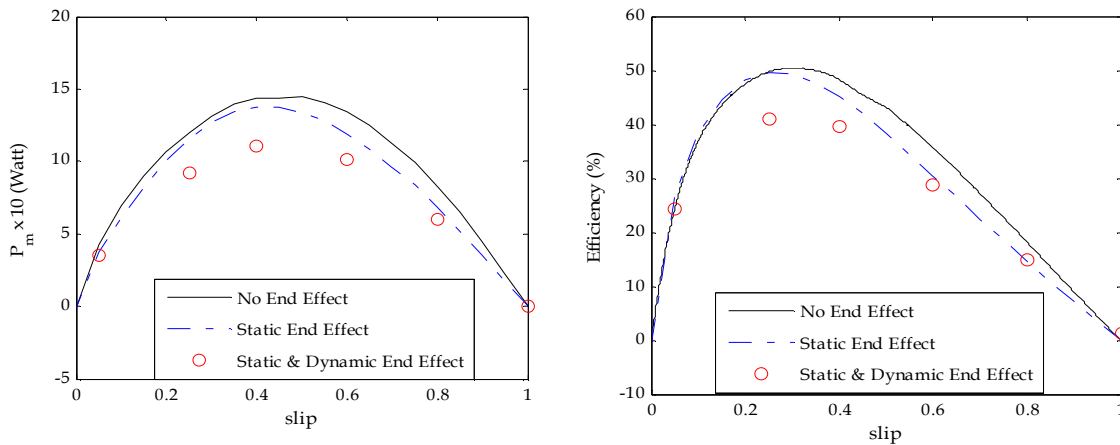 20
15
10
5
0
-5
P_m x10 (Watt)
0
0.2
0.4
0.6
0.8
1
slip
No End Effect
Static End Effect
Static & Dynamic End Effect
60
50
40
30
20
10
0
-10
Efficiency (%)
0
0.2
0.4
0.6
0.8
1
slip
No End Effect
Static End Effect
Static & Dynamic End Effect